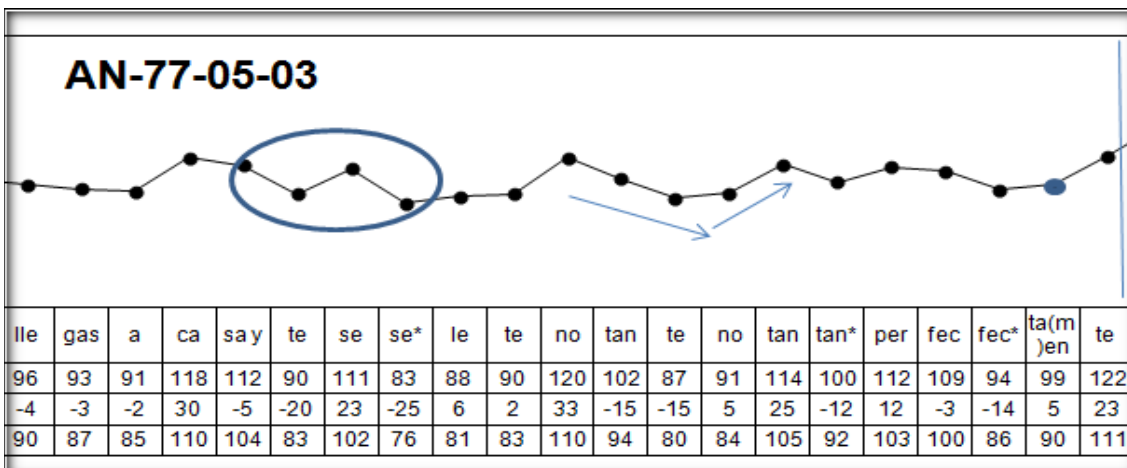 AN-77-05-03
lle gas a ca say te se se* le te no tan te no tan tan* per fec fec* ta(m)en te
96 93 91 118 112 90 111 83 88 90 120 102 87 91 114 100 112 109 94 99 122
-4 -3 -2 30 -5 -20 23 -25 6 2 33 -15 -15 5 25 -12 12 -3 -14 5 23
90 87 85 110 104 83 102 76 81 83 110 94 80 84 105 92 103 100 86 90 111